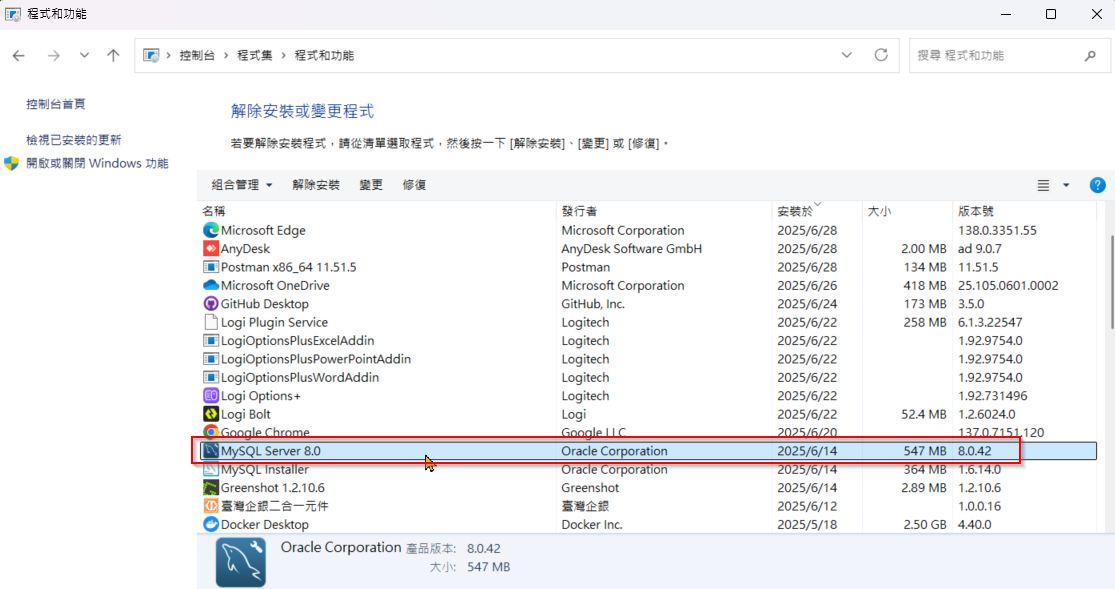 程式和功能
控制台 › 程式集 › 程式和功能
搜尋 程式和功能
控制台首頁
檢視已安裝的更新
開啟或關閉 Windows 功能
解除安裝或變更程式
若要解除安裝程式，請從清單選取程式，然後按一下 [解除安裝]、[變更] 或 [修復]。
組合管理 解除安裝 變更 修復
名稱 發行者 安裝於 大小 版本號
Microsoft Edge Microsoft Corporation 2025/6/28 138.0.3351.55
AnyDesk AnyDesk Software GmbH 2025/6/28 2.00 MB ad 9.0.7
Postman x86_64 11.51.5 Postman 2025/6/28 134 MB 11.51.5
Microsoft OneDrive Microsoft Corporation 2025/6/26 418 MB 25.105.0601.0002
GitHub Desktop GitHub, Inc. 2025/6/24 173 MB 3.5.0
Logi Plugin Service Logitech 2025/6/22 258 MB 6.1.3.22547
LogiOptionsPlusExcelAddin Logitech 2025/6/22 1.92.9754.0
LogiOptionsPlusPowerPointAddin Logitech 2025/6/22 1.92.9754.0
LogiOptionsPlusWordAddin Logitech 2025/6/22 1.92.9754.0
Logi Options+ Logitech 2025/6/22 1.92.731496
Logi Bolt Logi 2025/6/22 52.4 MB 1.2.6024.0
Google Chrome Google LLC 2025/6/20 137.0.7151.120
MySQL Server 8.0 Oracle Corporation 2025/6/14 547 MB 8.0.42
MySQL Installer Oracle Corporation 2025/6/14 364 MB 1.6.14.0
Greenshot 1.2.10.6 Greenshot 2025/6/14 2.89 MB 1.2.10.6
臺灣企銀二合一元件 臺灣企銀 2025/6/12 1.0.0.16
Docker Desktop Docker Inc. 2025/5/18 2.50 GB 4.40.0
Oracle Corporation 產品版本: 8.0.42
大小: 547 MB